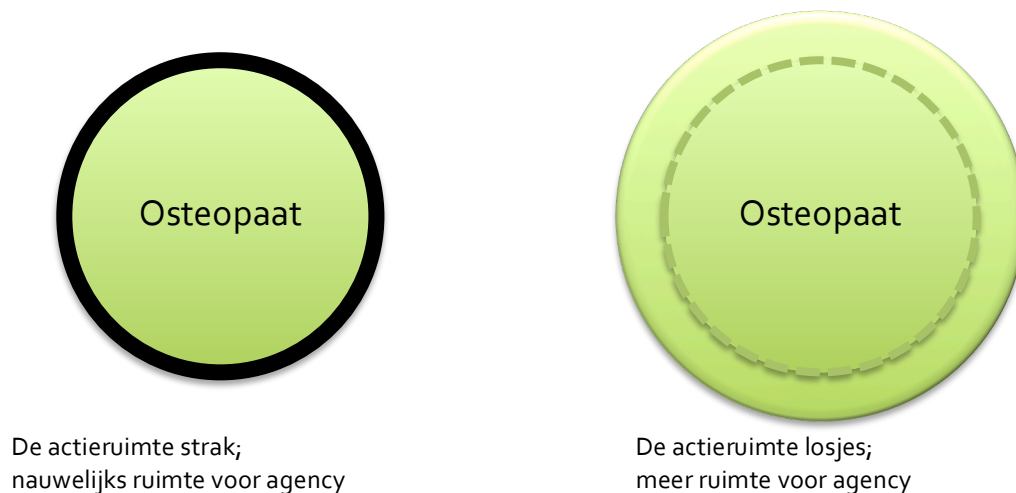 Osteopaat
De actieruimte strak;
nauwelijks ruimte voor agency
Osteopaat
De actieruimte losjes;
meer ruimte voor agency